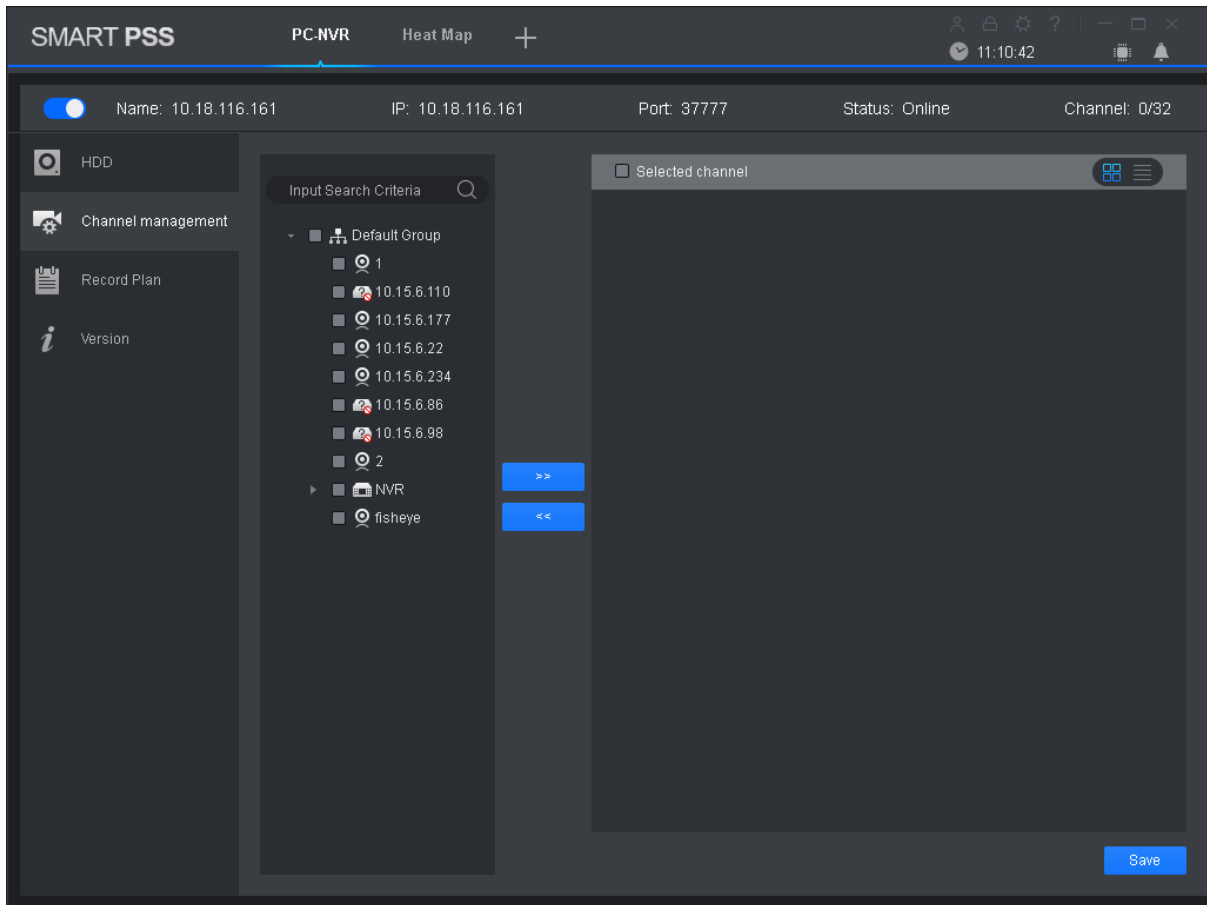 SMART PSS
PC-NVR
Heat Map
11:10:42
Name: 10.18.116.161
IP: 10.18.116.161
Port: 37777
Status: Online
Channel: 0/32
HDD
Channel management
Record Plan
Version
Input Search Criteria
Default Group
1
10.15.6.110
10.15.6.177
10.15.6.22
10.15.6.234
10.15.6.86
10.15.6.98
2
NVR
fisheye
>>
<<
Selected channel
Save